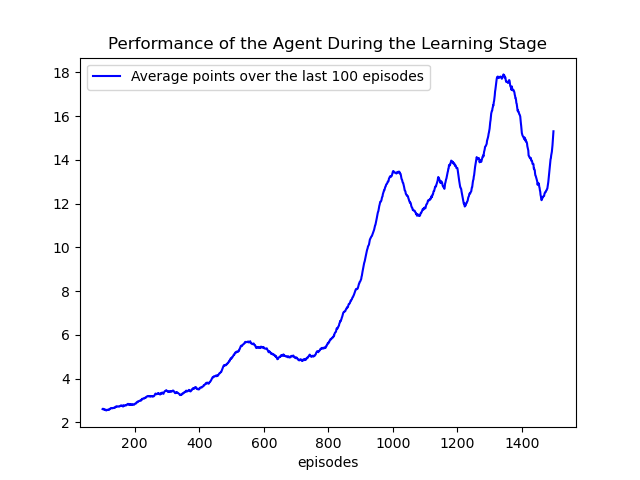 Performance of the Agent During the Learning Stage
Average points over the last 100 episodes
18
16
14
12
10
8
6
4
2
200 400 600 800 1000 1200 1400
episodes